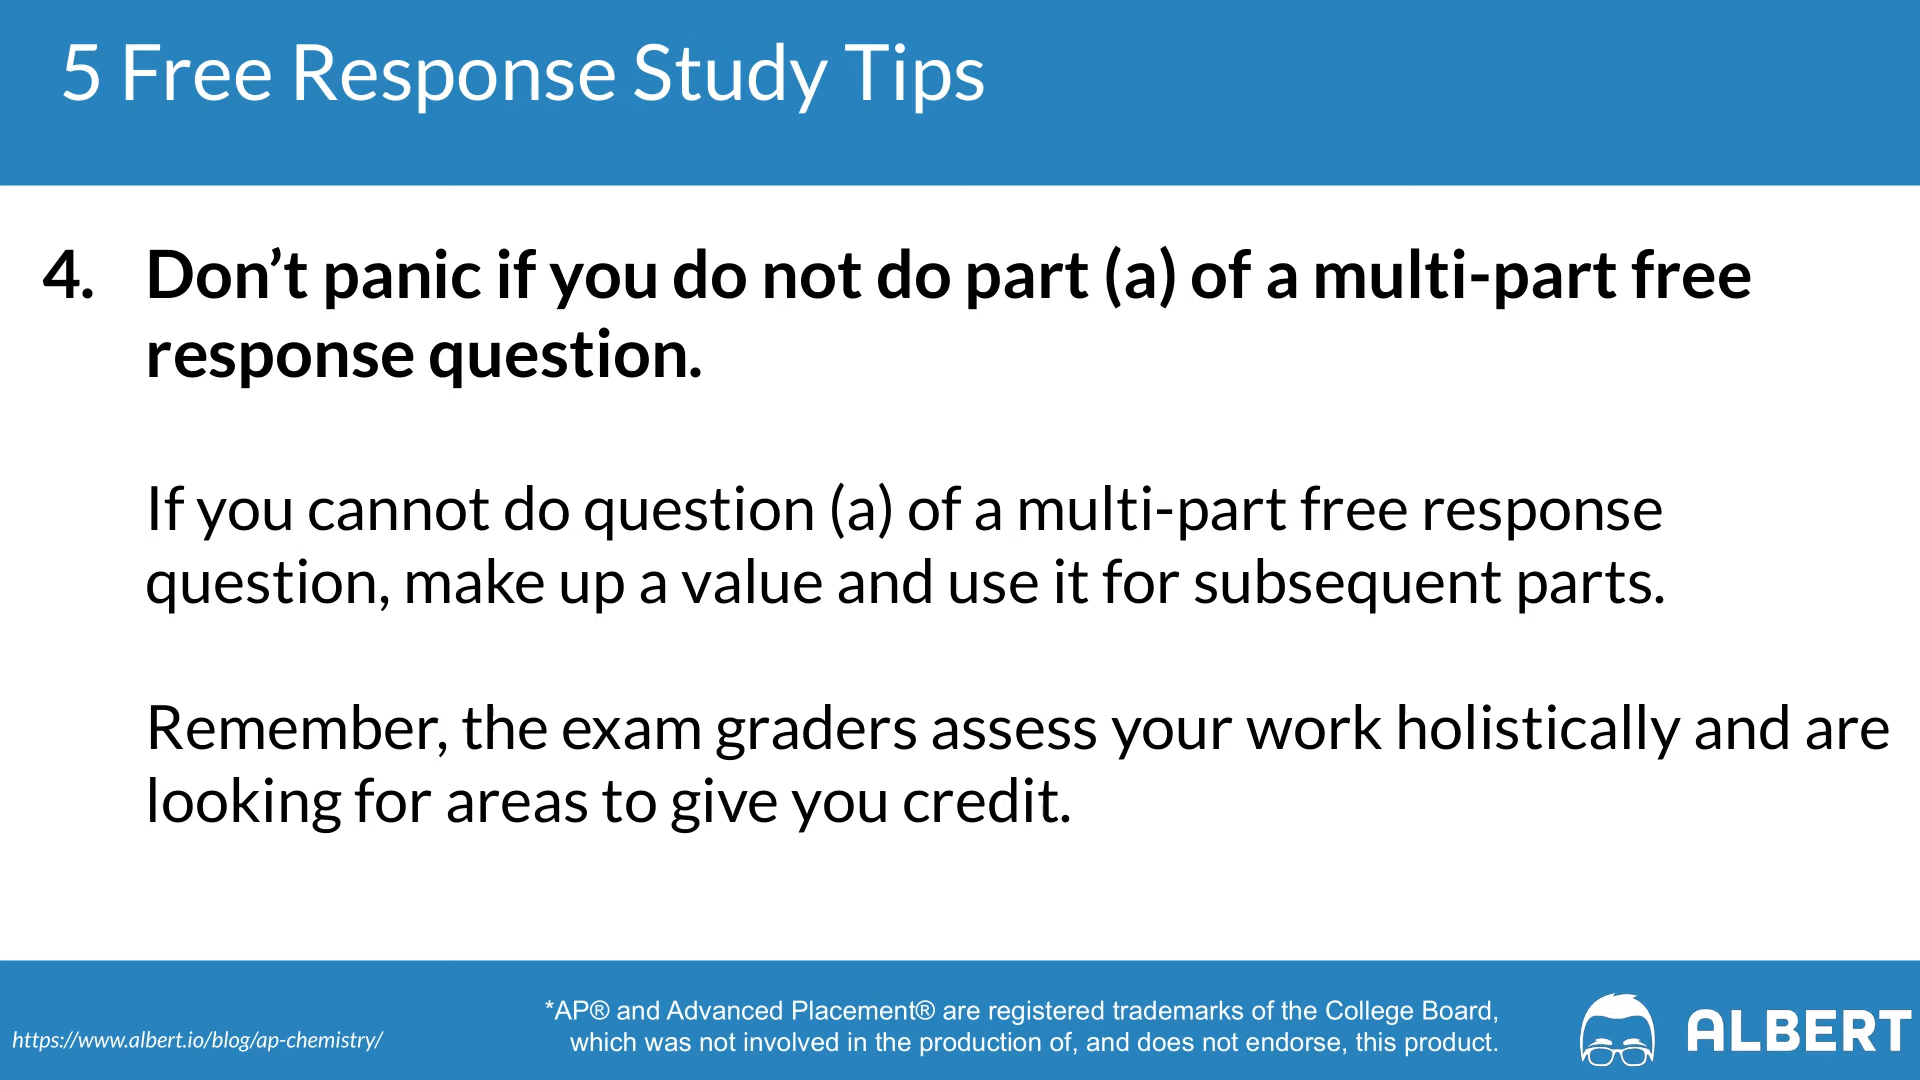 5 Free Response Study Tips
4. Don’t panic if you do not do part (a) of a multi-part free
response question.
If you cannot do question (a) of a multi-part free response
question, make up a value and use it for subsequent parts.
Remember, the exam graders assess your work holistically and are
looking for areas to give you credit.
https://www.albert.io/blog/ap-chemistry/
*AP® and Advanced Placement® are registered trademarks of the College Board,
which was not involved in the production of, and does not endorse, this product.
ALBERT